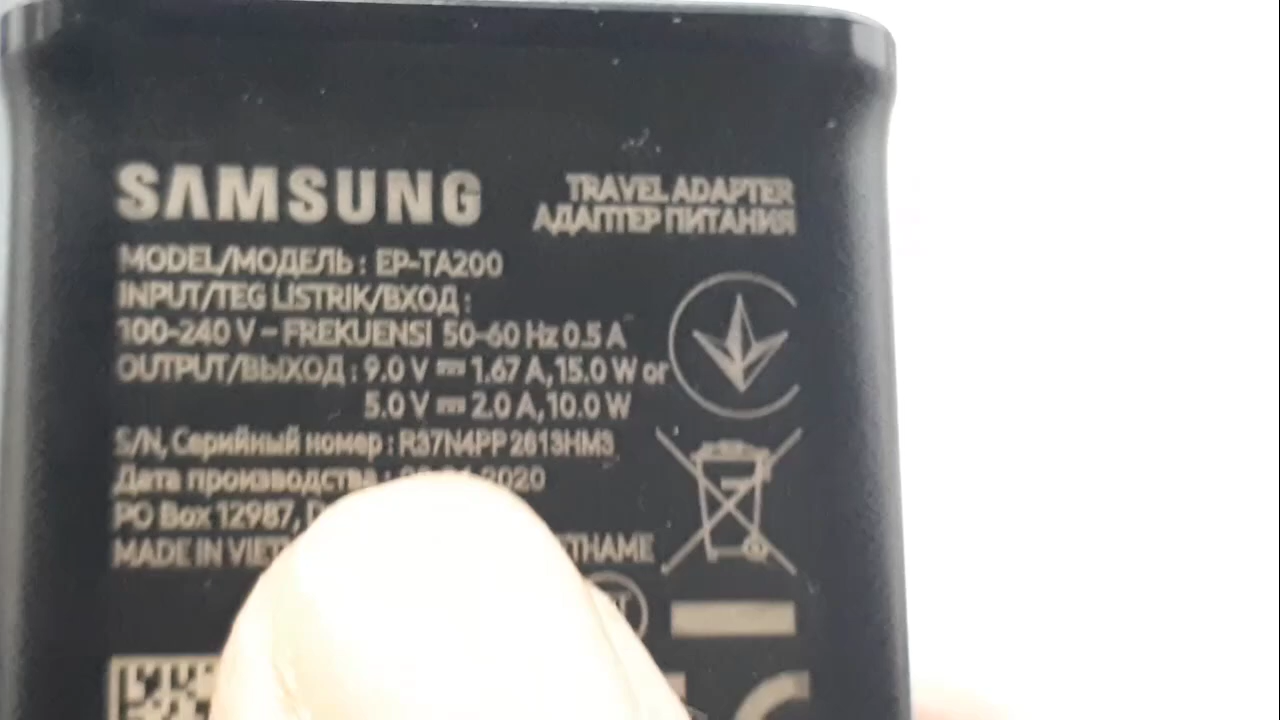 SAMSUNG
TRAVEL ADAPTER
АДАПТЕР ПИТАНИЯ
MODEL/МОДЕЛЬ : EP-TA200
INPUT/TEG LISTRIK/ВХОД :
100-240 V ~ FREKUENSI 50-60 Hz 0.5 A
OUTPUT/ВЫХОД : 9.0 V ⎓ 1.67 A, 15.0 W or
5.0 V ⎓ 2.0 A, 10.0 W
S/N, Серийный номер : R37N4PP2813HM3
Дата производства : 2020
PO Box 12987,
MADE IN